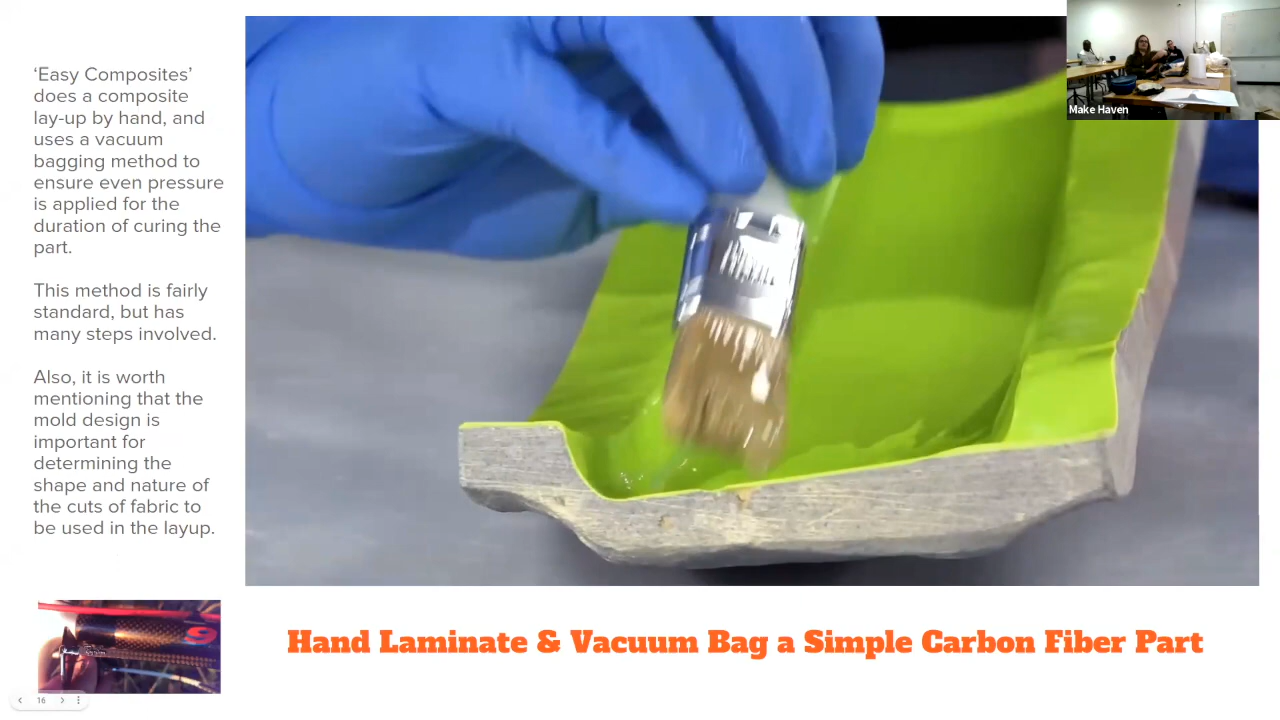 ‘Easy Composites’
does a composite
lay-up by hand, and
uses a vacuum
bagging method to
ensure even pressure
is applied for the
duration of curing the
part.
This method is fairly
standard, but has
many steps involved.
Also, it is worth
mentioning that the
mold design is
important for
determining the
shape and nature of
the cuts of fabric to
be used in the layup.
Make Haven
9
Hand Laminate & Vacuum Bag a Simple Carbon Fiber Part
16